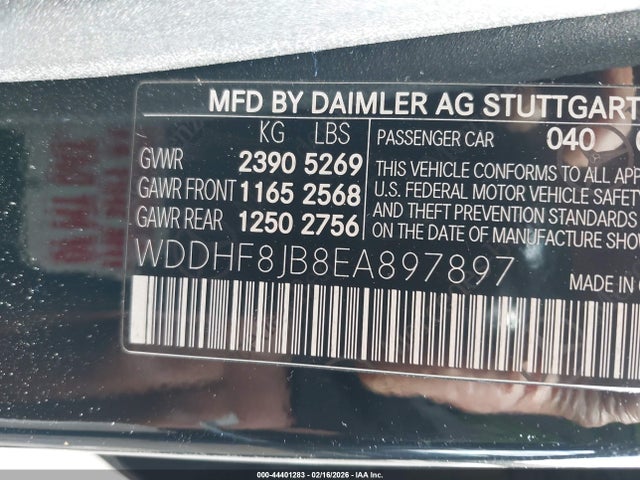 MFD BY DAIMLER AG STUTTGART
KG LBS
GVWR 2390 5269
GAWR FRONT 1165 2568
GAWR REAR 1250 2756
PASSENGER CAR 040
THIS VEHICLE CONFORMS TO ALL APP
U.S. FEDERAL MOTOR VEHICLE SAFETY
AND THEFT PREVENTION STANDARDS
ON THE DATE OF MANUFACTURE SHOW
WDDHF8JB8EA897897
MADE IN
000-44401283 - 02/16/2026 - IAA Inc.